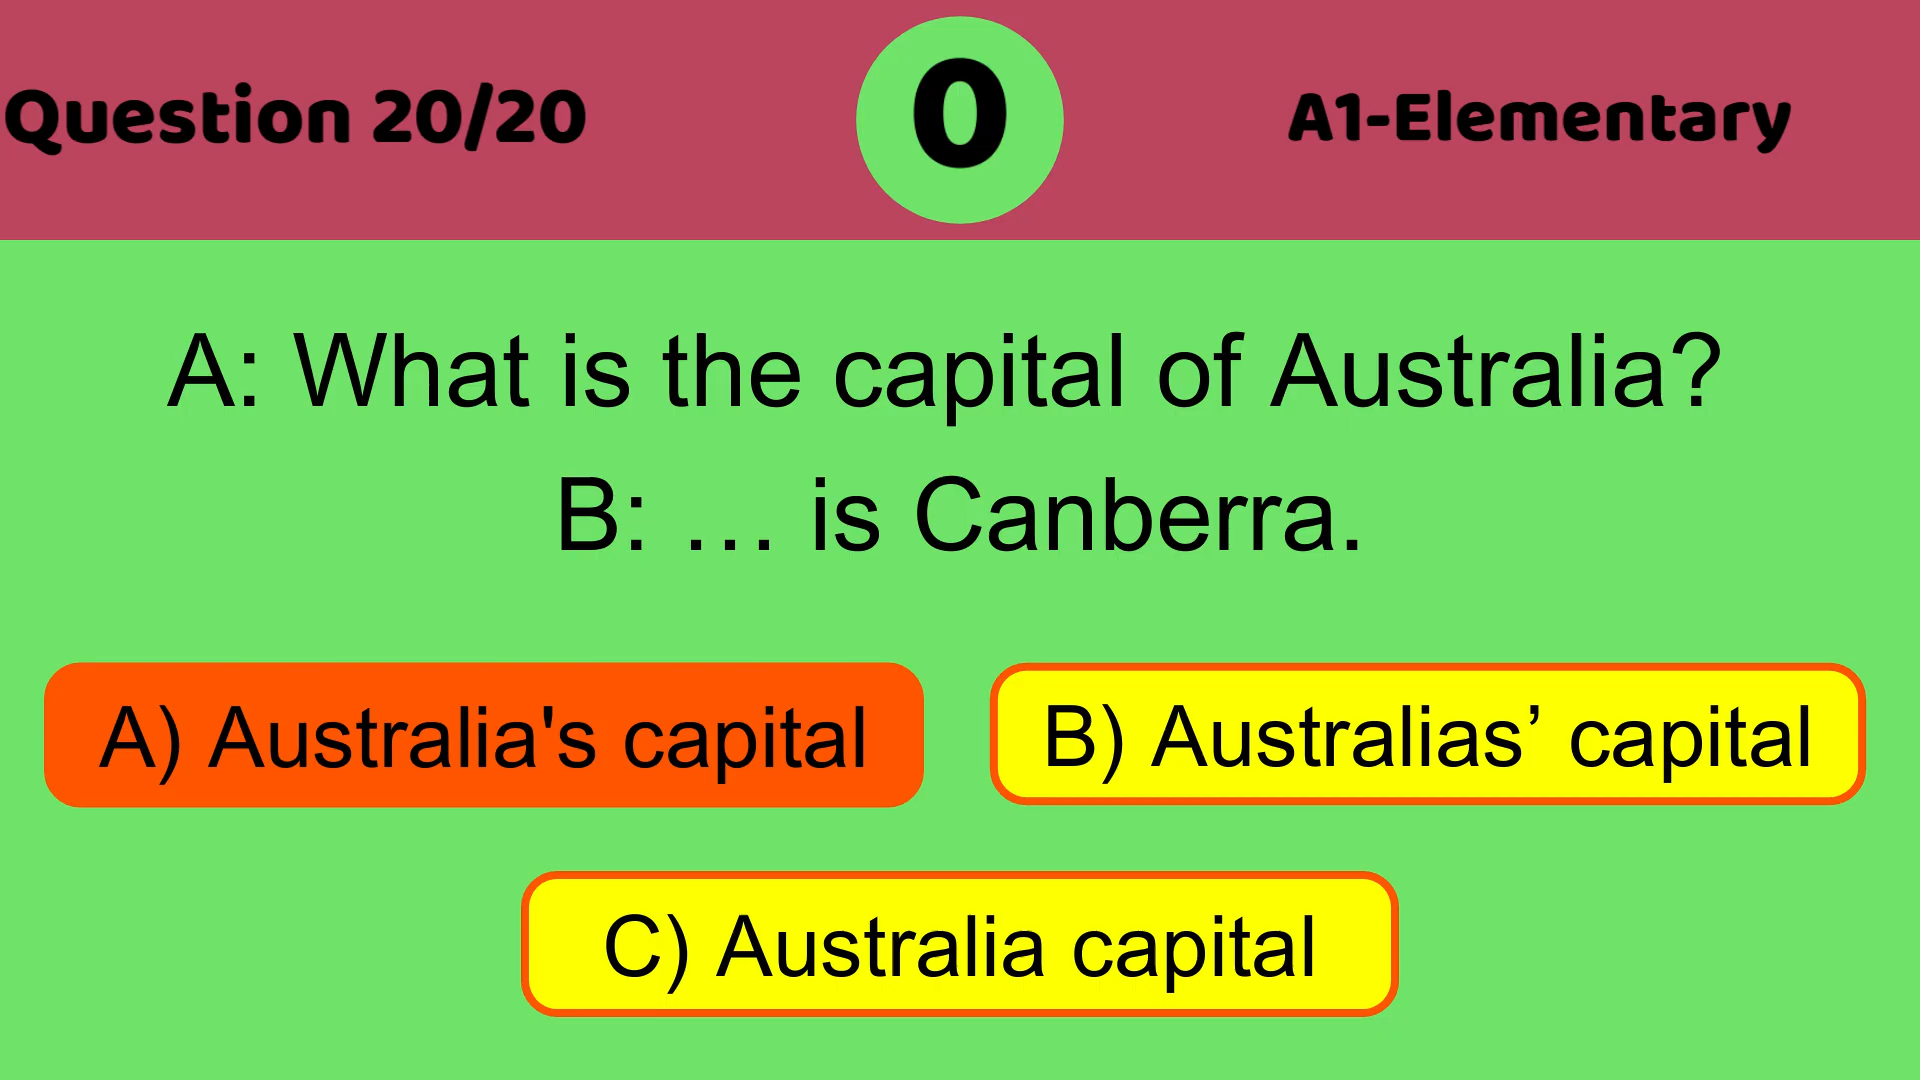 Question 20/20
0
A1-Elementary
A: What is the capital of Australia?
B: … is Canberra.
A) Australia's capital
B) Australias’ capital
C) Australia capital